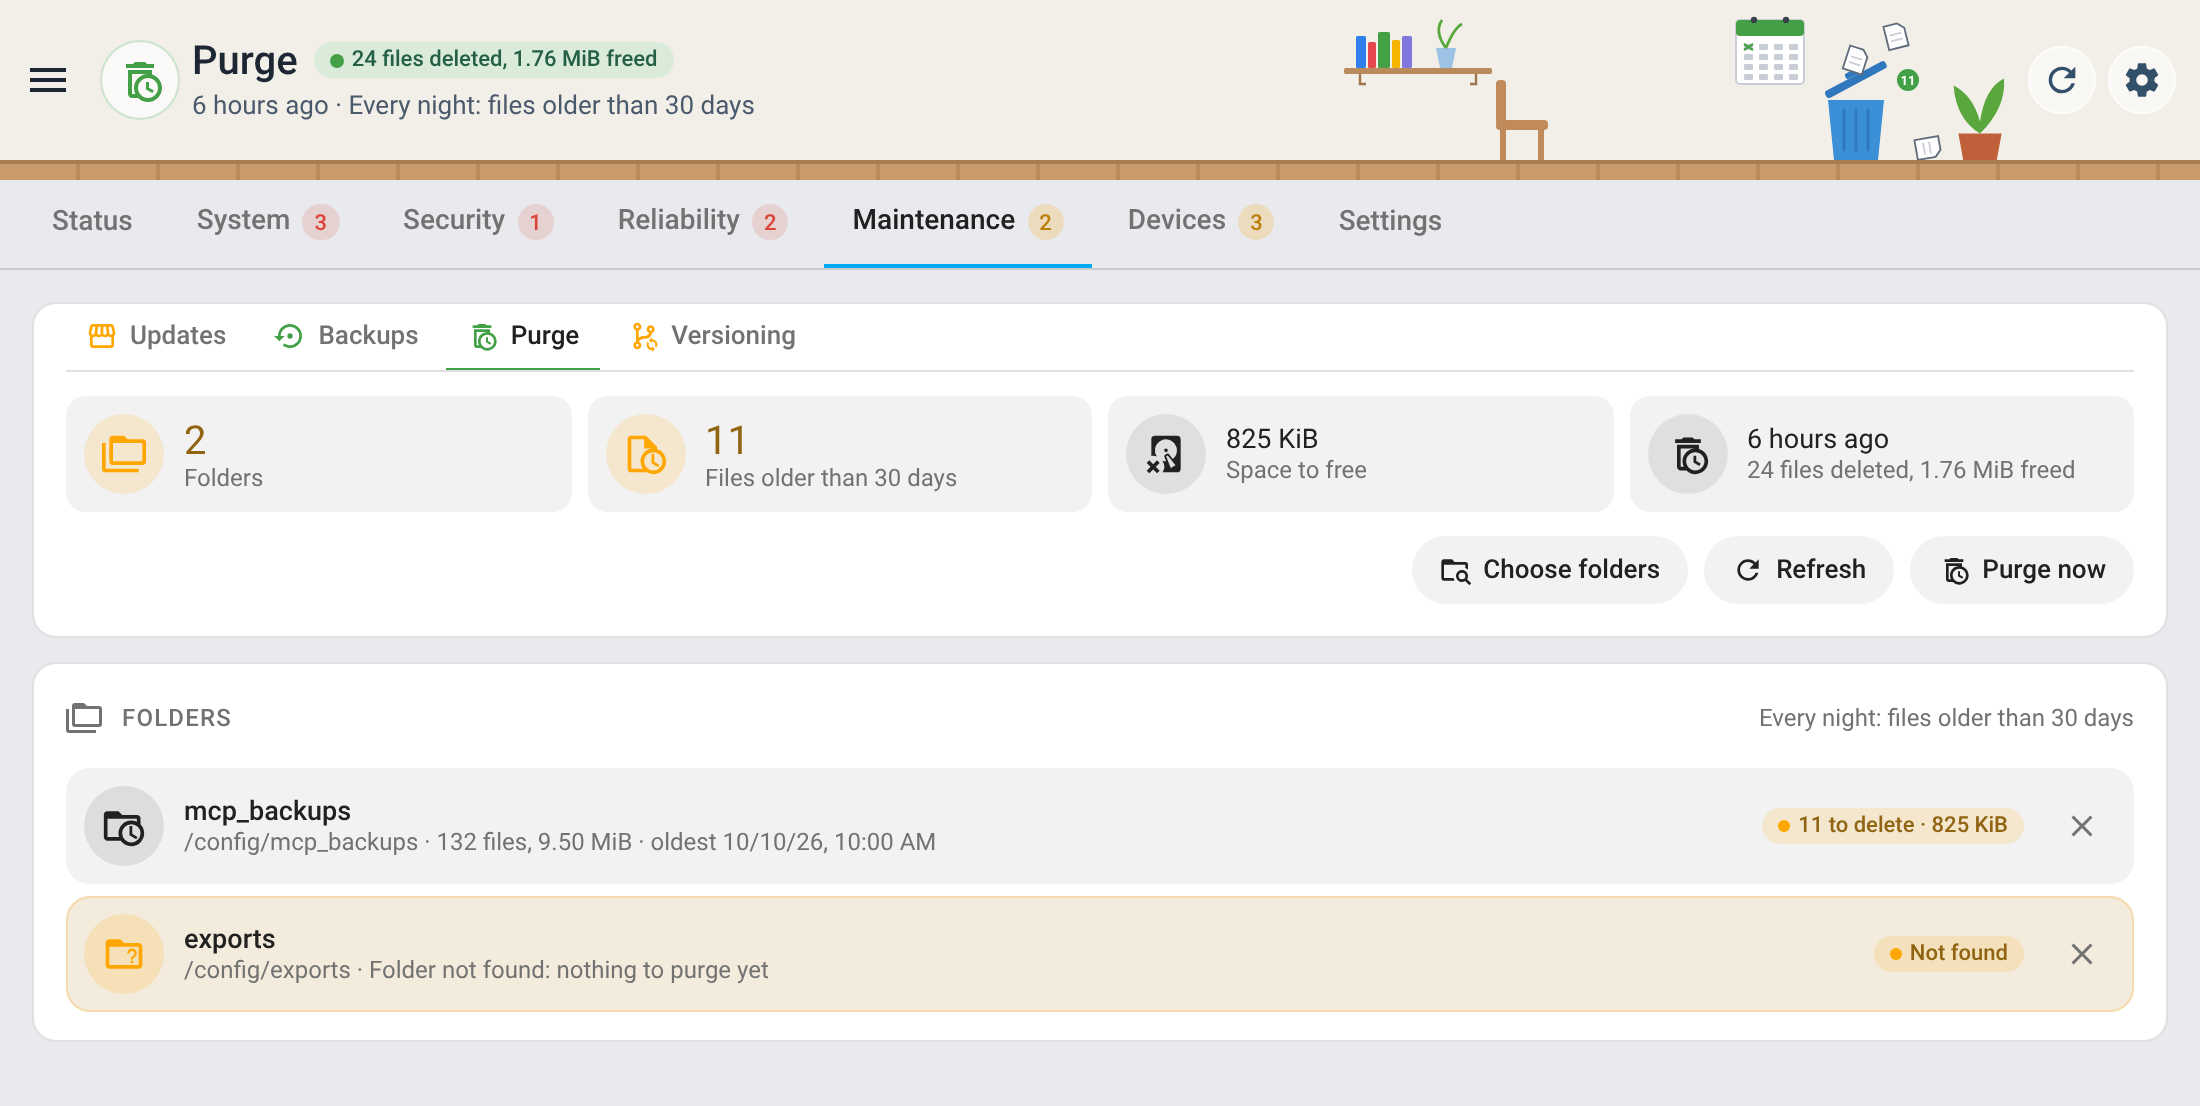 Purge
24 files deleted, 1.76 MiB freed
6 hours ago · Every night: files older than 30 days
11
Status
System 3
Security 1
Reliability 2
Maintenance 2
Devices 3
Settings
Updates
Backups
Purge
Versioning
2
Folders
11
Files older than 30 days
825 KiB
Space to free
6 hours ago
24 files deleted, 1.76 MiB freed
Choose folders
Refresh
Purge now
FOLDERS
Every night: files older than 30 days
mcp_backups
/config/mcp_backups · 132 files, 9.50 MiB · oldest 10/10/26, 10:00 AM
11 to delete · 825 KiB
exports
/config/exports · Folder not found: nothing to purge yet
Not found